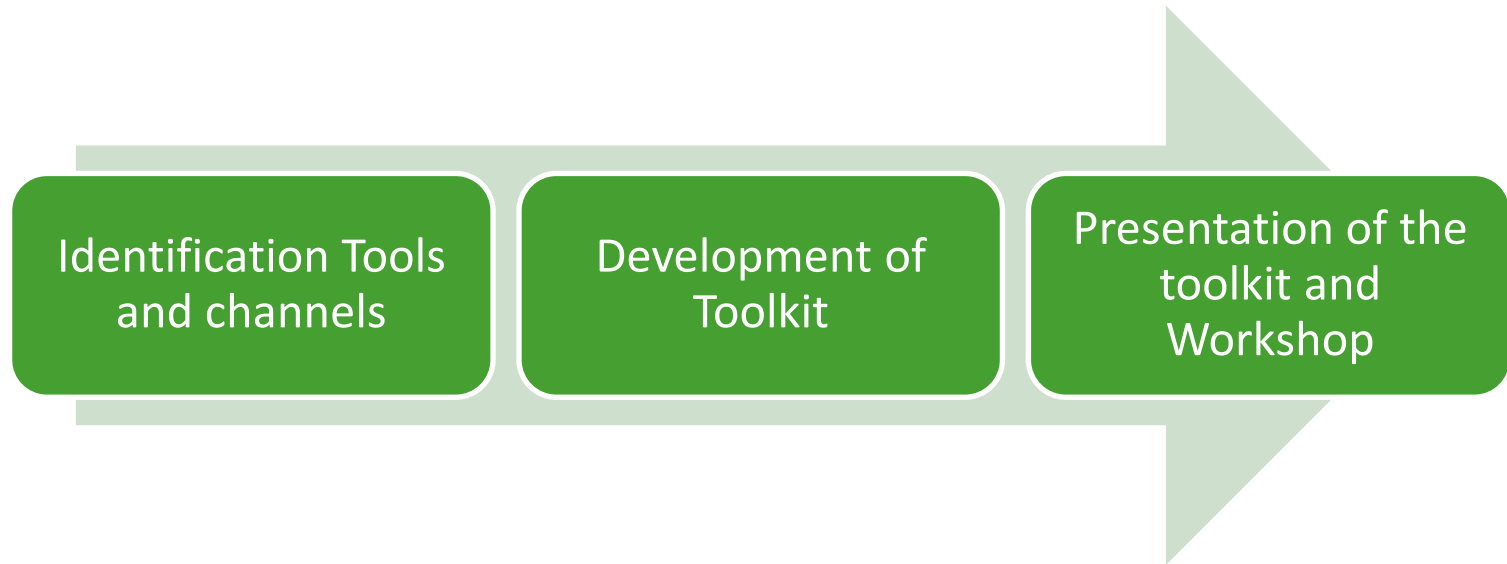 Identification Tools
and channels
Development of
Toolkit
Presentation of the
toolkit and
Workshop